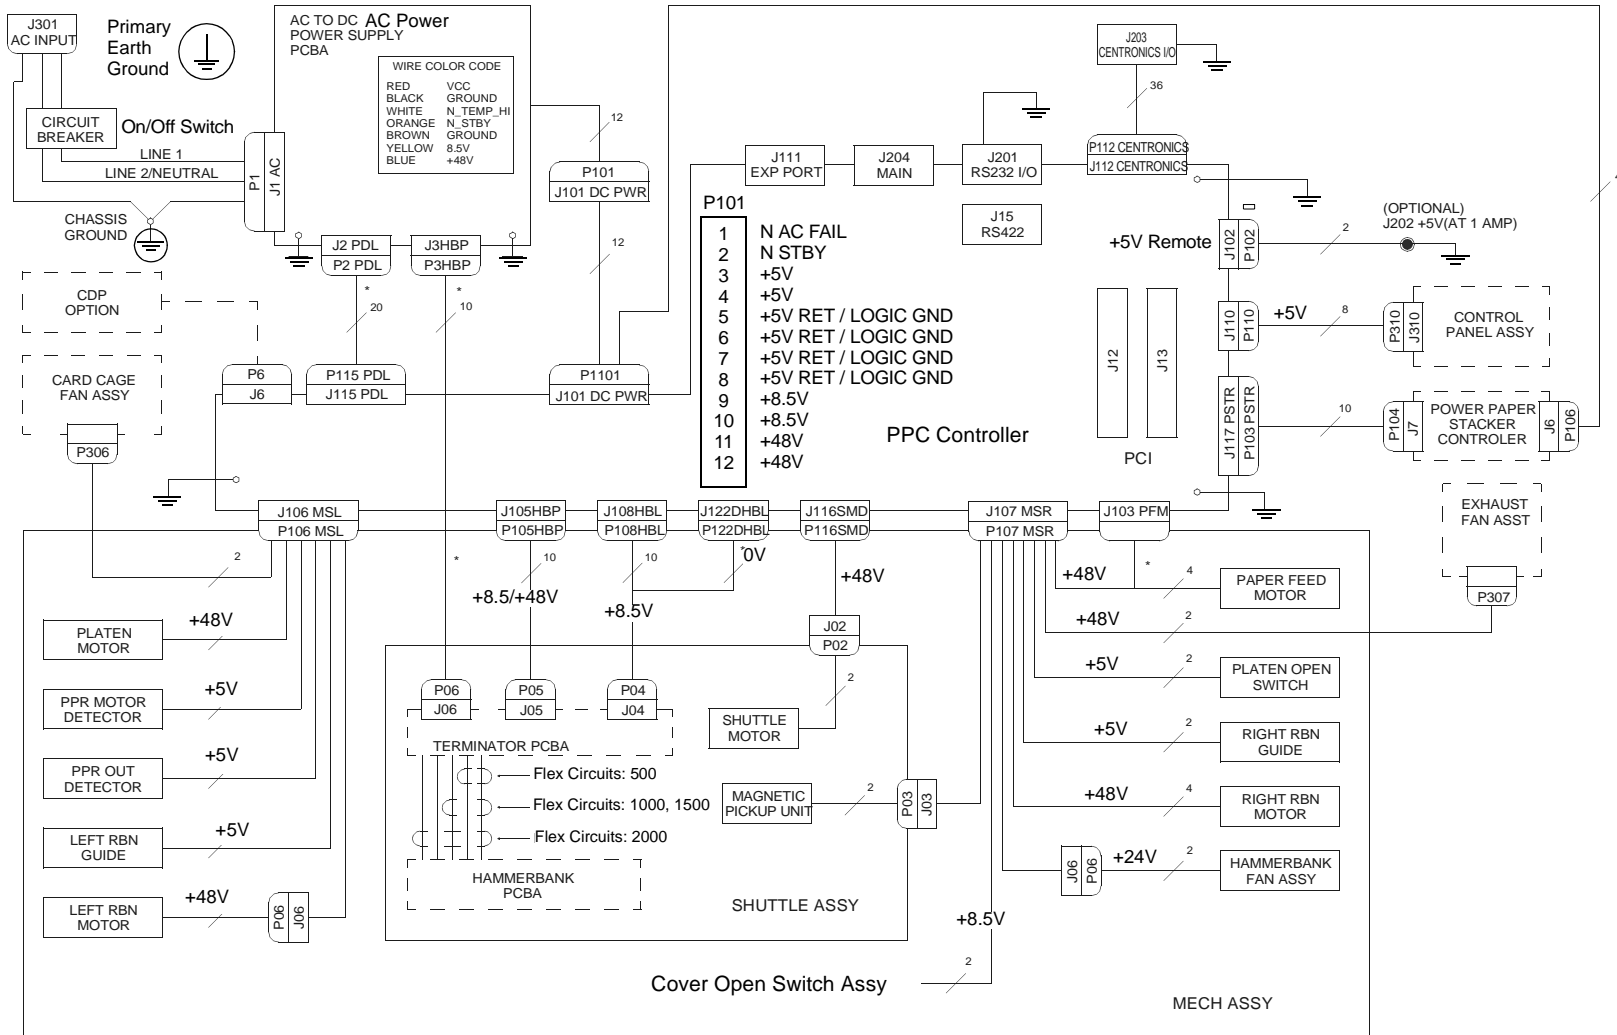 J301
AC INPUT
Primary
Earth
Ground
AC TO DC AC Power
POWER SUPPLY
PCBA
WIRE COLOR CODE
RED VCC
BLACK GROUND
WHITE N_TEMP_HI
ORANGE N_STBY
BROWN GROUND
YELLOW 8.5V
BLUE +48V
CIRCUIT
BREAKER
On/Off Switch
LINE 1
LINE 2/NEUTRAL
P1
J1 AC
CHASSIS
GROUND
J2 PDL
P2 PDL
J3HBP
P3HBP
*
20
*
10
12
P101
J101 DC PWR
12
J203
CENTRONICS I/O
36
J111
EXP PORT
J204
MAIN
J201
RS232 I/O
P112 CENTRONICS
J112 CENTRONICS
J15
RS422
P101
1 N AC FAIL
2 N STBY
3 +5V
4 +5V
5 +5V RET / LOGIC GND
6 +5V RET / LOGIC GND
7 +5V RET / LOGIC GND
8 +5V RET / LOGIC GND
9 +8.5V
10 +8.5V
11 +48V
12 +48V
PPC Controller
J12
J13
PCI
+5V Remote
J102
P102
2
(OPTIONAL)
J202 +5V(AT 1 AMP)
J110
P110
+5V
8
P310
J310
CONTROL
PANEL ASSY
J117 PSTR
P103 PSTR
10
P104
J7
POWER PAPER
STACKER
CONTROLER
J6
P106
EXHAUST
FAN ASST
P307
CDP
OPTION
CARD CAGE
FAN ASSY
P306
P6
J6
P115 PDL
J115 PDL
P1101
J101 DC PWR
J106 MSL
P106 MSL
J105HBP
P105HBP
J108HBL
P108HBL
J122DHBL
P122DHBL
J116SMD
P116SMD
J107 MSR
P107 MSR
J103 PFM
2
*
10
+8.5/+48V
10
+8.5V
*
0V
+48V
PLATEN
MOTOR
+48V
PPR MOTOR
DETECTOR
+5V
PPR OUT
DETECTOR
+5V
LEFT RBN
GUIDE
+5V
LEFT RBN
MOTOR
+48V
P06
J06
J02
P02
2
P06
J06
P05
J05
P04
J04
TERMINATOR PCBA
Flex Circuits: 500
Flex Circuits: 1000, 1500
Flex Circuits: 2000
HAMMERBANK
PCBA
SHUTTLE
MOTOR
MAGNETIC
PICKUP UNIT
2
P03
J03
SHUTTLE ASSY
+48V
*
4
PAPER FEED
MOTOR
+48V
2
+5V
2
PLATEN OPEN
SWITCH
+5V
2
RIGHT RBN
GUIDE
+48V
4
RIGHT RBN
MOTOR
J06
P06
+24V
2
HAMMERBANK
FAN ASSY
+8.5V
Cover Open Switch Assy
2
MECH ASSY